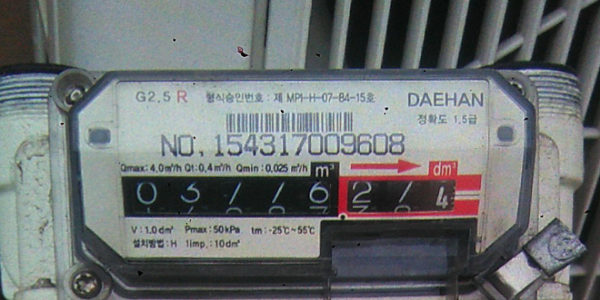 G2,5 R 형식승인번호 : 제 MPI-H-07-84-15호 DAEHAN
정확도 1,5급
NO. 154317009608
Qmax: 4,0m³/h Qt: 0,4m³/h Qmin: 0,025m³/h m³ dm³
0 3 1 1 6 2 1 4
V : 1.0dm³ Pmax : 50kPa tm : -25℃~55℃
설치방법 : H 1imp. : 10dm³